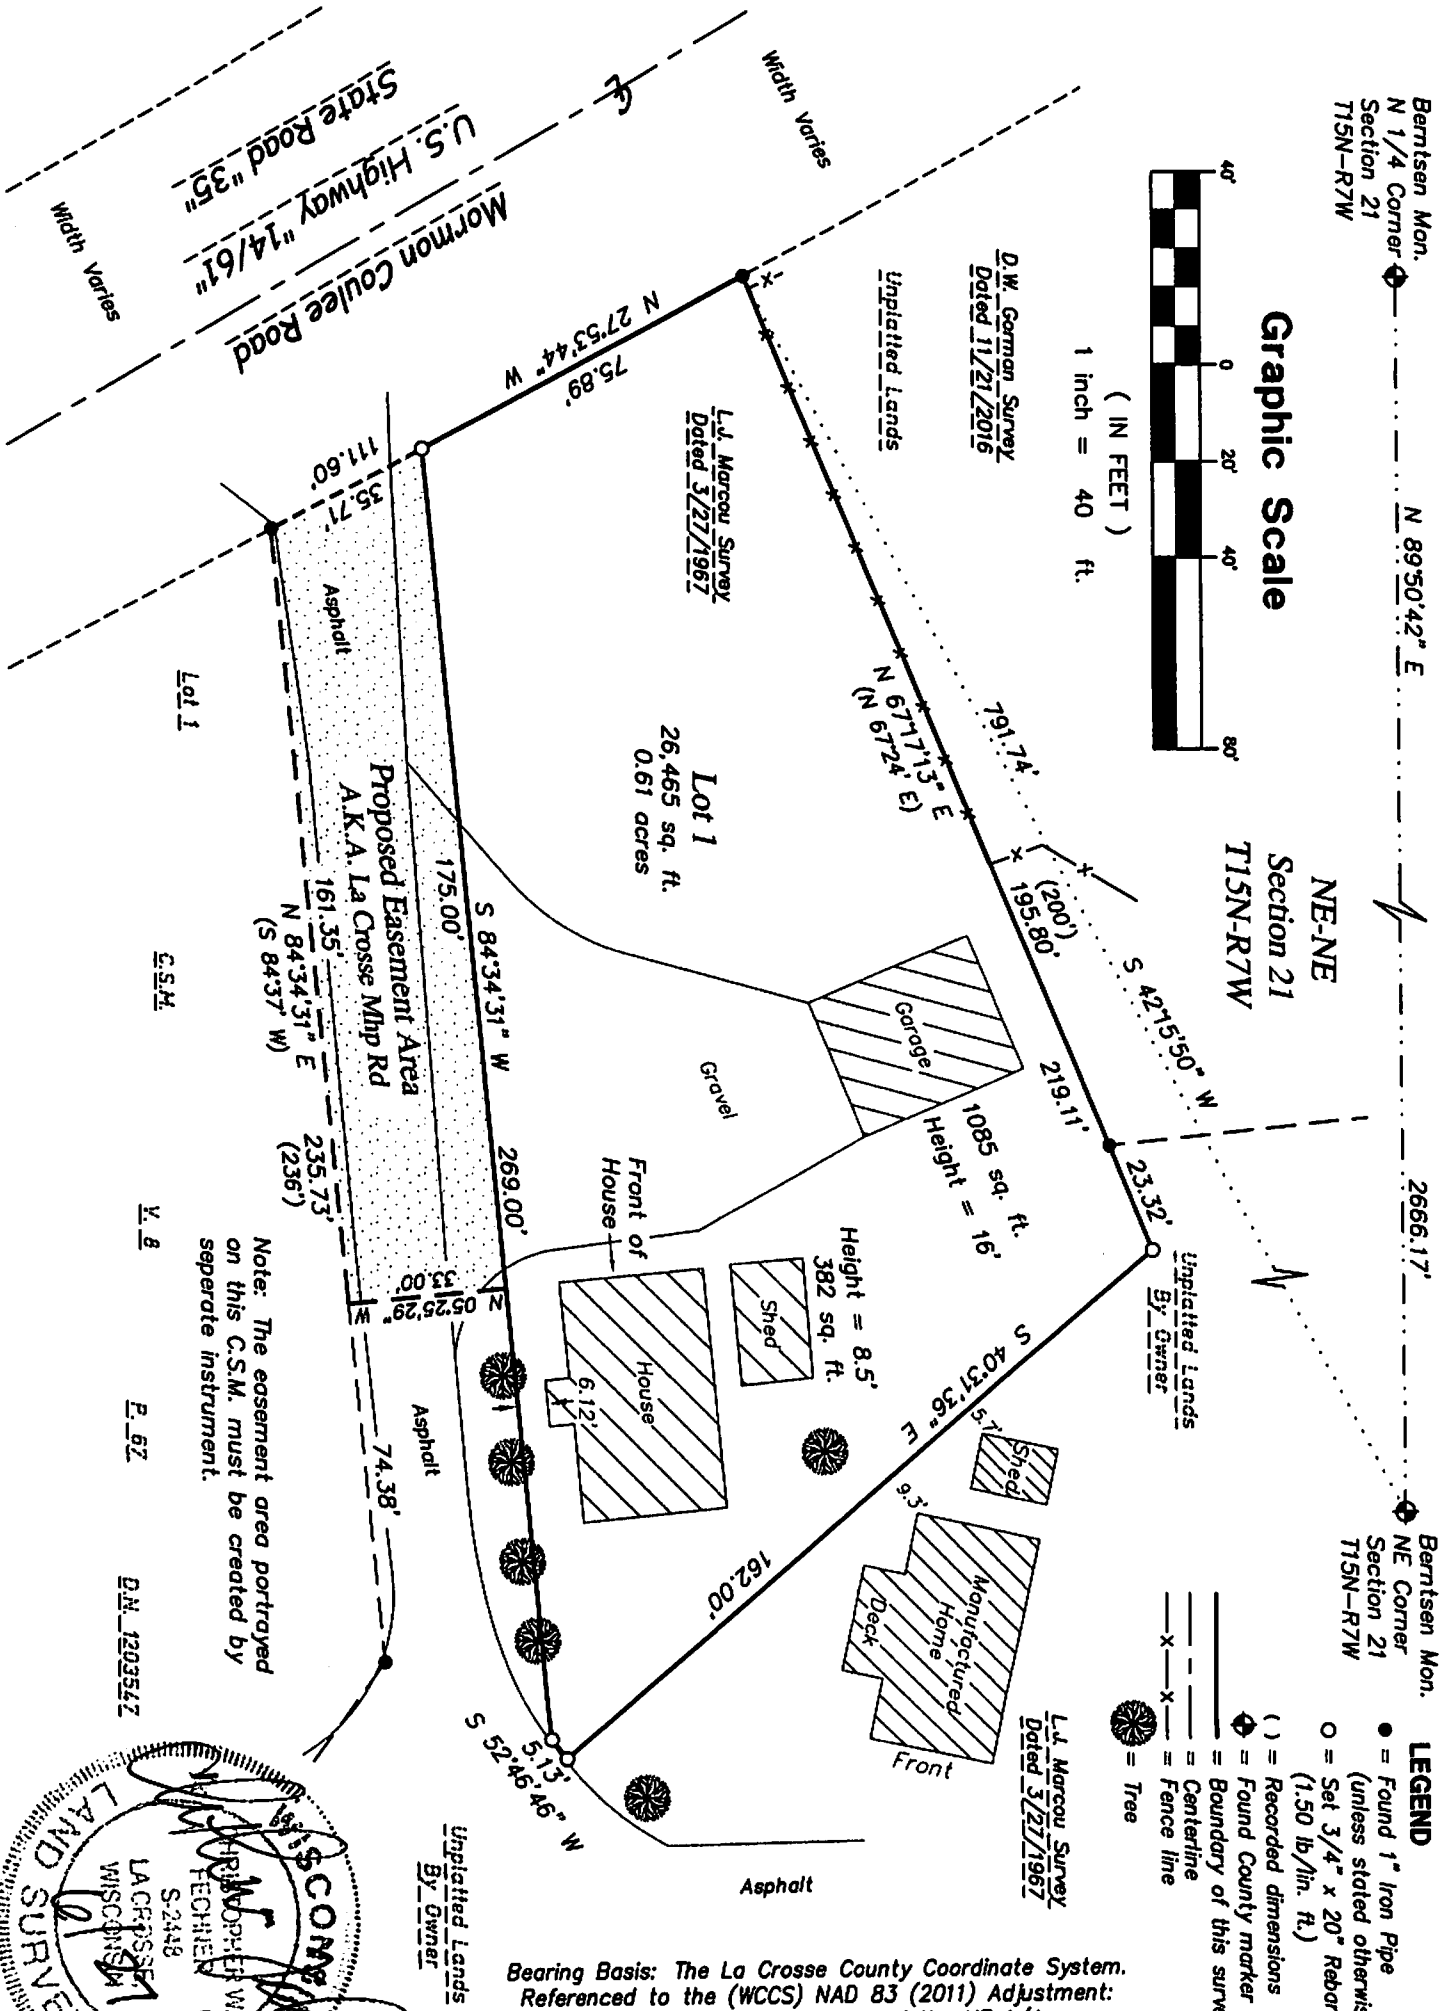 Berntsen Mon.
N 1/4 Corner
Section 21
T15N-R7W
N 89°50'42" E
2666.17'
Berntsen Mon.
NE Corner
Section 21
T15N-R7W
LEGEND
● = Found 1" Iron Pipe
(unless stated otherwis
○ = Set 3/4" x 20" Rebar
(1.50 lb/lin. ft.)
( ) = Recorded dimensions
= Found County marker
= Boundary of this surve
= Centerline
—x—x— = Fence line
= Tree
Graphic Scale
40'
0
20'
40'
80'
( IN FEET )
1 inch = 40 ft.
NE-NE
Section 21
T15N-R7W
D.W. Gorman Survey
Dated 11/21/2016
Unplatted Lands
L.J. Marcou Survey
Dated 3/27/1967
Width Varies
℄
State Road "35"
U.S. Highway "14/61"
Mormon Coulee Road
Width Varies
N 27°53'44" W
75.89'
111.60'
35.71'
791.74'
S 42°15'50" W
N 67°17'13" E
(N 67°24' E)
(200')
195.80'
219.11'
23.32'
Unplatted Lands
By Owner
Lot 1
26,465 sq. ft.
0.61 acres
Garage
1085 sq. ft.
Height = 16'
Gravel
Front of
House
Height = 8.5'
382 sq. ft.
Shed
House
6.12'
S 40°31'36" E
162.00'
5.7'
Shed
9.3'
Manufactured
Home
Deck
Front
L.J. Marcou Survey
Dated 3/27/1967
S 84°34'31" W
175.00'
269.00'
Proposed Easement Area
A.K.A. La Crosse Mhp Rd
Asphalt
161.35'
N 84°34'31" E
(S 84°37' W)
235.73'
(236')
N 05°25'29" W
33.00'
74.38'
Asphalt
5.13'
S 52°46'46" W
Asphalt
Unplatted Lands
By Owner
Lot 1
C.S.M.
V. 8
P. 67
D.N. 1203547
Note: The easement area portrayed
on this C.S.M. must be created by
seperate instrument.
Bearing Basis: The La Crosse County Coordinate System.
Referenced to the (WCCS) NAD 83 (2011) Adjustment:
FECHNER
S-2448
LA CROSSE
WISCONSIN
LAND SURVE